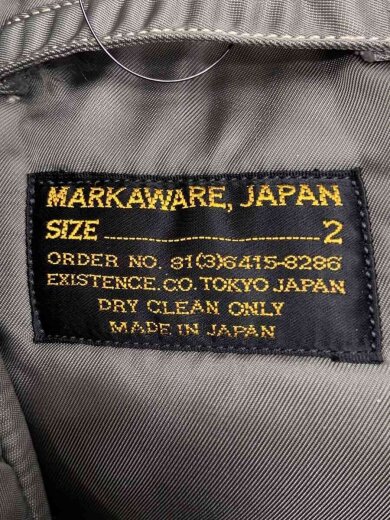 MARKAWARE, JAPAN
SIZE 2
ORDER NO. 81(3)6415-8286
EXISTENCE.CO.TOKYO JAPAN
DRY CLEAN ONLY
MADE IN JAPAN